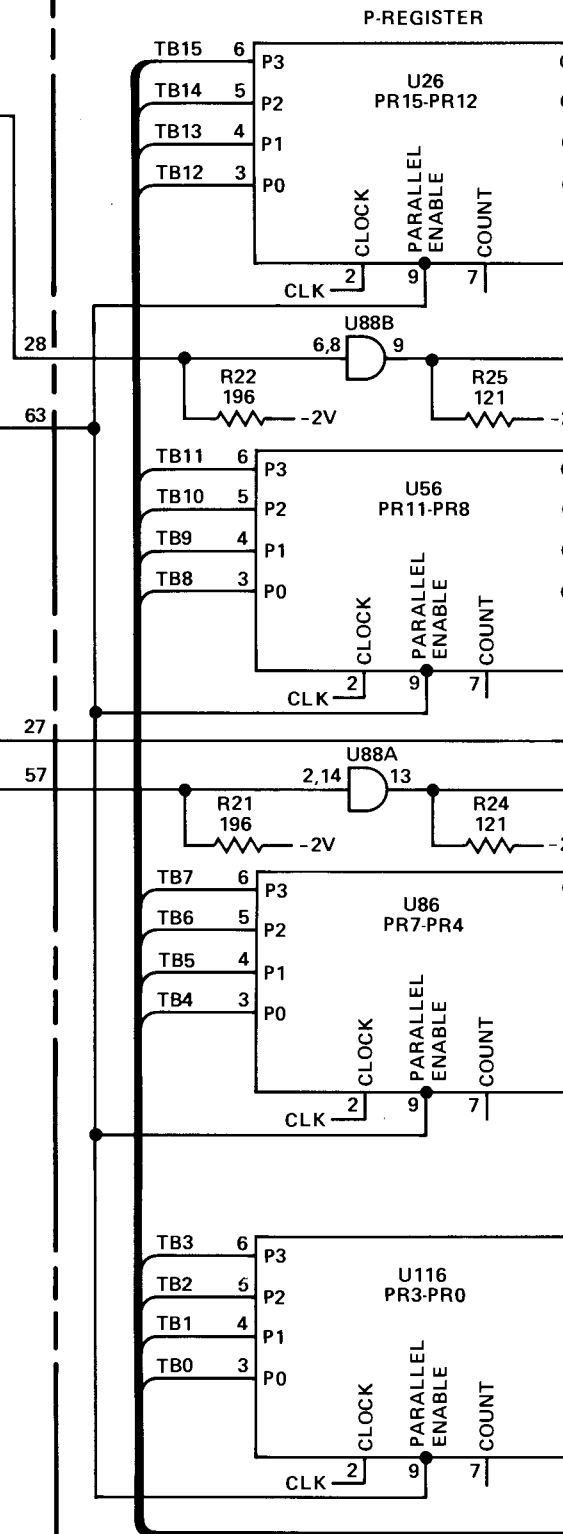 P-REGISTER
TB15 6 P3
U26
PR15-PR12
TB14 5 P2
TB13 4 P1
TB12 3 P0
CLOCK
PARALLEL
ENABLE
COUNT
2 9 7
CLK
28
U88B
6,8 9
R22
196
-2V
R25
121
63
TB11 6 P3
U56
PR11-PR8
TB10 5 P2
TB9 4 P1
TB8 3 P0
CLOCK
PARALLEL
ENABLE
COUNT
2 9 7
CLK
27
57
U88A
2,14 13
R21
196
-2V
R24
121
TB7 6 P3
U86
PR7-PR4
TB6 5 P2
TB5 4 P1
TB4 3 P0
CLOCK
PARALLEL
ENABLE
COUNT
2 9 7
CLK
TB3 6 P3
U116
PR3-PR0
TB2 5 P2
TB1 4 P1
TB0 3 P0
CLOCK
PARALLEL
ENABLE
COUNT
2 9 7
CLK